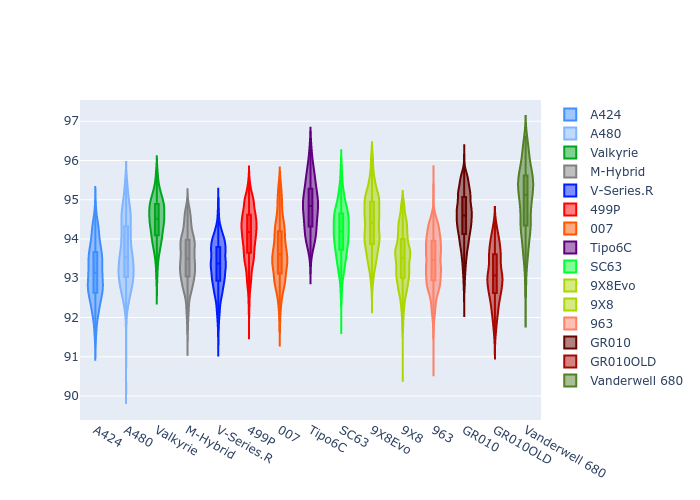 97
96
95
94
93
92
91
90
A424
A480
Valkyrie
M-Hybrid
V-Series.R
499P
007
Tipo6C
SC63
9X8Evo
9X8
963
GR010
GR010OLD
Vanderwell 680
A424
A480
Valkyrie
M-Hybrid
V-Series.R
499P
007
Tipo6C
SC63
9X8Evo
9X8
963
GR010
GR010OLD
Vanderwell 680